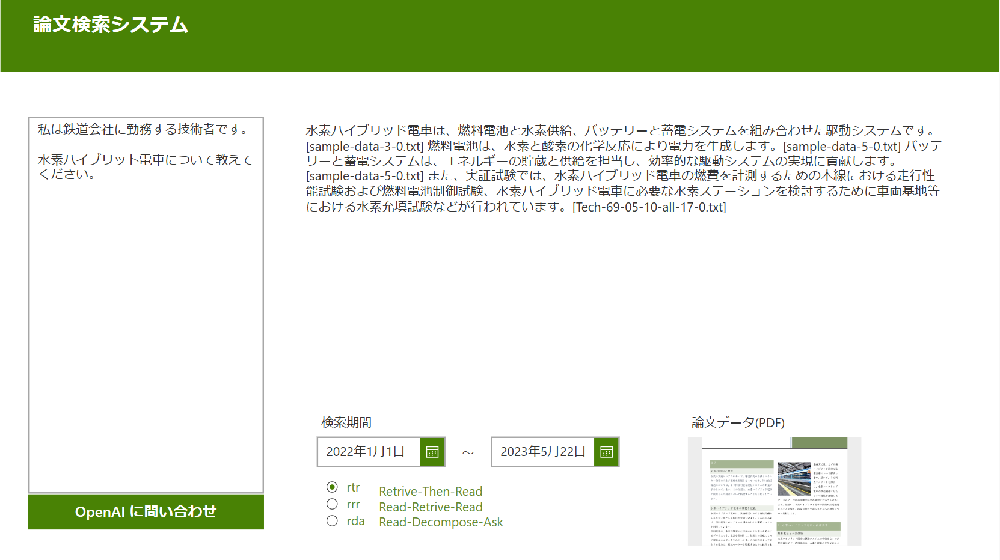 論文検索システム
私は鉄道会社に勤務する技術者です。
水素ハイブリット電車について教えて
ください。
OpenAI に問い合わせ
水素ハイブリッド電車は、燃料電池と水素供給、バッテリーと蓄電システムを組み合わせた駆動システムです。
[sample-data-3-0.txt] 燃料電池は、水素と酸素の化学反応により電力を生成します。[sample-data-5-0.txt] バッテ
リーと蓄電システムは、エネルギーの貯蔵と供給を担当し、効率的な駆動システムの実現に貢献します。
[sample-data-5-0.txt] また、実証試験では、水素ハイブリッド電車の燃費を計測するための本線における走行性
能試験および燃料電池制御試験、水素ハイブリッド電車に必要な水素ステーションを検討するために車両基地等
における水素充填試験などが行われています。[Tech-69-05-10-all-17-0.txt]
検索期間
2022年1月1日 ～ 2023年5月22日
rtr Retrive-Then-Read
rrr Read-Retrive-Read
rda Read-Decompose-Ask
論文データ(PDF)